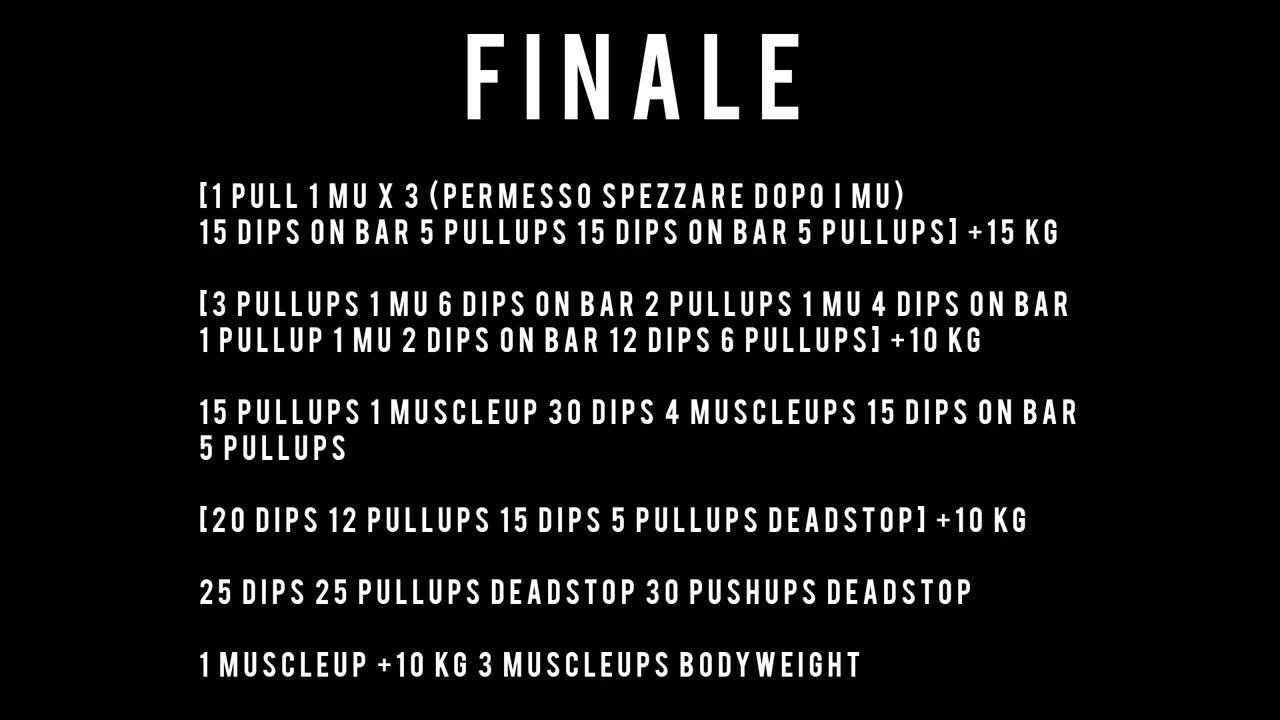 FINALE
[1 PULL 1 MU X 3 (PERMESSO SPEZZARE DOPO I MU)
15 DIPS ON BAR 5 PULLUPS 15 DIPS ON BAR 5 PULLUPS] +15 KG
[3 PULLUPS 1 MU 6 DIPS ON BAR 2 PULLUPS 1 MU 4 DIPS ON BAR
1 PULLUP 1 MU 2 DIPS ON BAR 12 DIPS 6 PULLUPS] +10 KG
15 PULLUPS 1 MUSCLEUP 30 DIPS 4 MUSCLEUPS 15 DIPS ON BAR
5 PULLUPS
[20 DIPS 12 PULLUPS 15 DIPS 5 PULLUPS DEADSTOP] +10 KG
25 DIPS 25 PULLUPS DEADSTOP 30 PUSHUPS DEADSTOP
1 MUSCLEUP +10 KG 3 MUSCLEUPS BODYWEIGHT